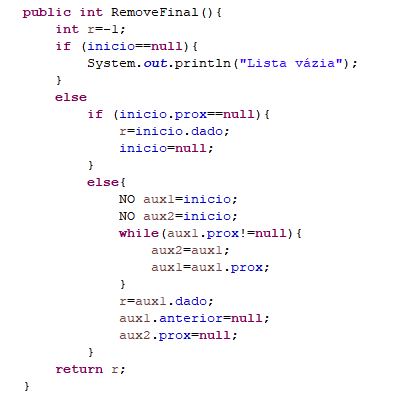 public int RemoveFinal(){
    int r=-1;
    if (inicio==null){
        System.out.println("Lista vázia");
    }
    else
        if (inicio.prox==null){
            r=inicio.dado;
            inicio=null;
        }
        else{
            NO aux1=inicio;
            NO aux2=inicio;
            while(aux1.prox!=null){
                aux2=aux1;
                aux1=aux1.prox;
            }
            r=aux1.dado;
            aux1.anterior=null;
            aux2.prox=null;
        }
    return r;
}